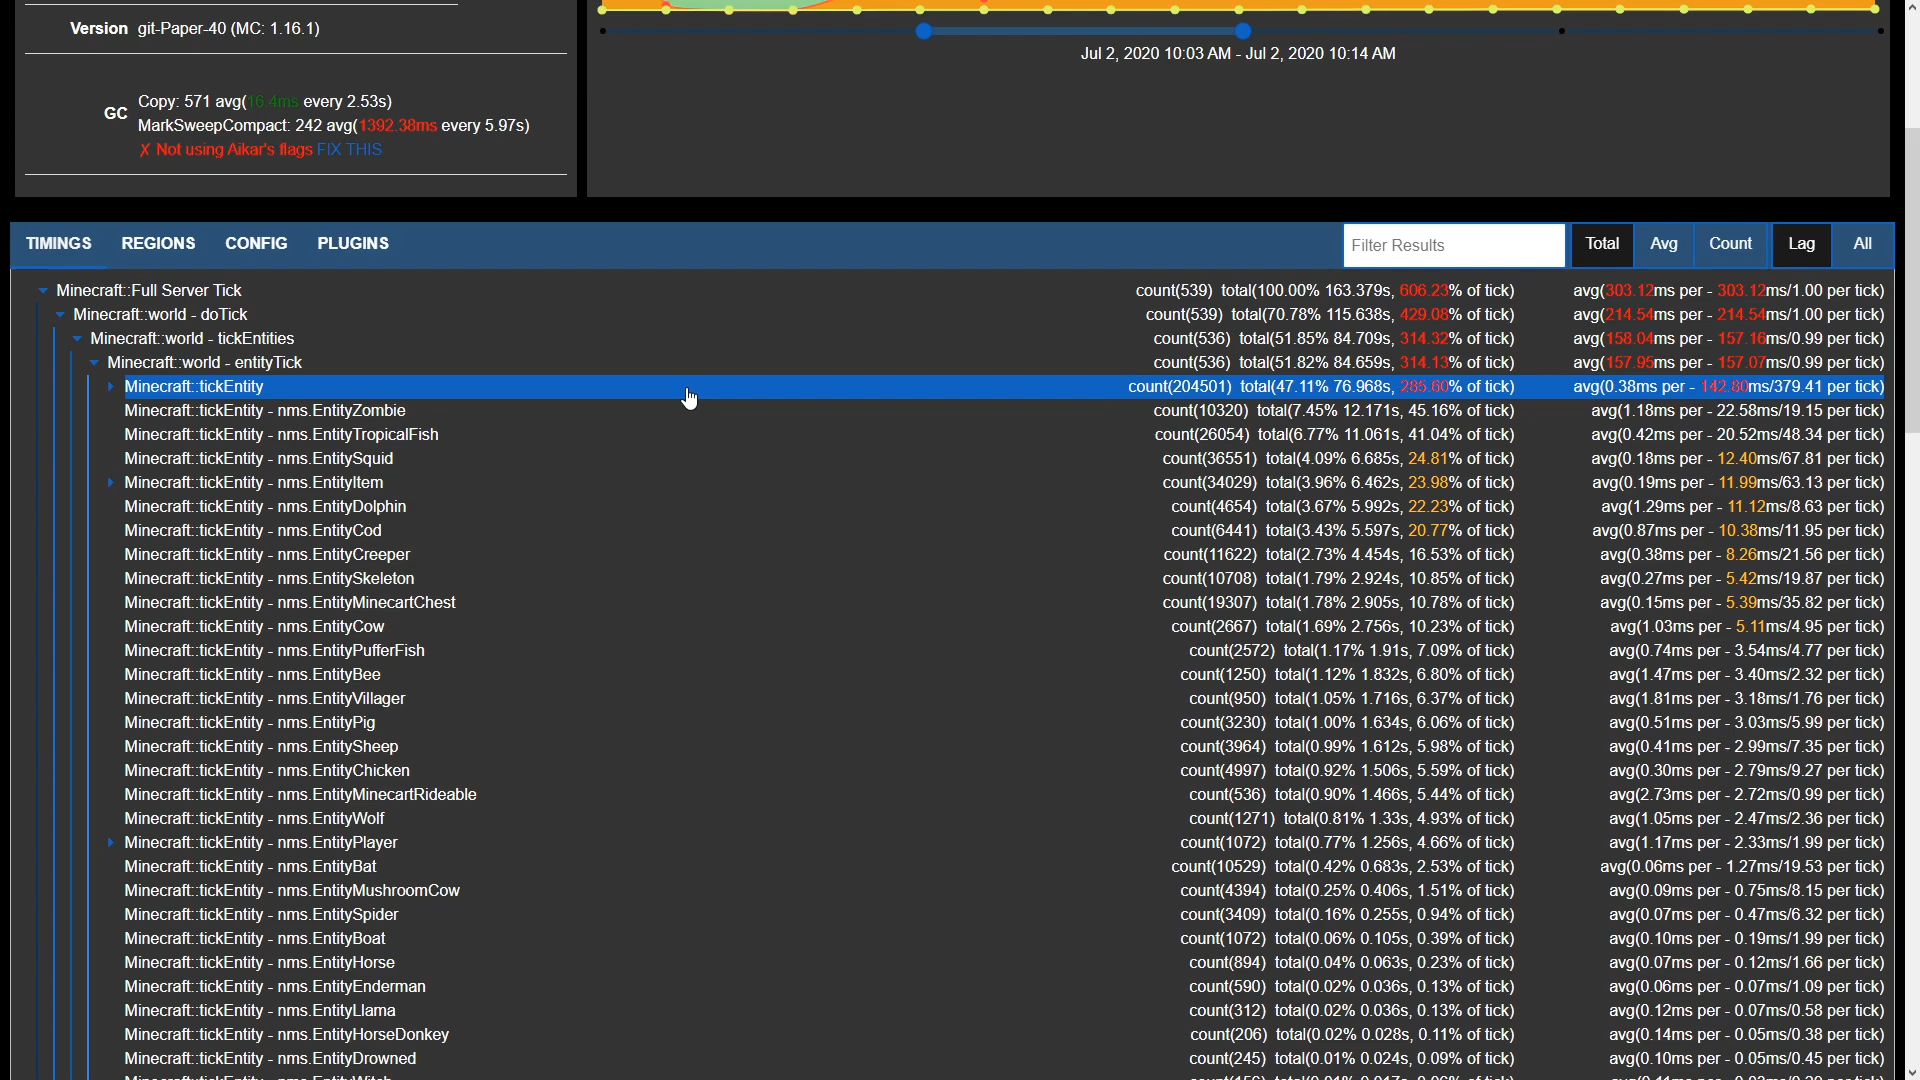 Version git-Paper-40 (MC: 1.16.1)
GC
Copy: 571 avg(16.4ms every 2.53s)
MarkSweepCompact: 242 avg(1392.38ms every 5.97s)
✗ Not using Aikar's flags FIX THIS
Jul 2, 2020 10:03 AM - Jul 2, 2020 10:14 AM
TIMINGS REGIONS CONFIG PLUGINS Filter Results Total Avg Count Lag All
Minecraft::Full Server Tick count(539) total(100.00% 163.379s, 606.23% of tick) avg(303.12ms per - 303.12ms/1.00 per tick)
Minecraft::world - doTick count(539) total(70.78% 115.638s, 429.08% of tick) avg(214.54ms per - 214.54ms/1.00 per tick)
Minecraft::world - tickEntities count(536) total(51.85% 84.709s, 314.32% of tick) avg(158.04ms per - 157.16ms/0.99 per tick)
Minecraft::world - entityTick count(536) total(51.82% 84.659s, 314.13% of tick) avg(157.95ms per - 157.07ms/0.99 per tick)
Minecraft::tickEntity count(204501) total(47.11% 76.968s, 285.60% of tick) avg(0.38ms per - 142.80ms/379.41 per tick)
Minecraft::tickEntity - nms.EntityZombie count(10320) total(7.45% 12.171s, 45.16% of tick) avg(1.18ms per - 22.58ms/19.15 per tick)
Minecraft::tickEntity - nms.EntityTropicalFish count(26054) total(6.77% 11.061s, 41.04% of tick) avg(0.42ms per - 20.52ms/48.34 per tick)
Minecraft::tickEntity - nms.EntitySquid count(36551) total(4.09% 6.685s, 24.81% of tick) avg(0.18ms per - 12.40ms/67.81 per tick)
Minecraft::tickEntity - nms.EntityItem count(34029) total(3.96% 6.462s, 23.98% of tick) avg(0.19ms per - 11.99ms/63.13 per tick)
Minecraft::tickEntity - nms.EntityDolphin count(4654) total(3.67% 5.992s, 22.23% of tick) avg(1.29ms per - 11.12ms/8.63 per tick)
Minecraft::tickEntity - nms.EntityCod count(6441) total(3.43% 5.597s, 20.77% of tick) avg(0.87ms per - 10.38ms/11.95 per tick)
Minecraft::tickEntity - nms.EntityCreeper count(11622) total(2.73% 4.454s, 16.53% of tick) avg(0.38ms per - 8.26ms/21.56 per tick)
Minecraft::tickEntity - nms.EntitySkeleton count(10708) total(1.79% 2.924s, 10.85% of tick) avg(0.27ms per - 5.42ms/19.87 per tick)
Minecraft::tickEntity - nms.EntityMinecartChest count(19307) total(1.78% 2.905s, 10.78% of tick) avg(0.15ms per - 5.39ms/35.82 per tick)
Minecraft::tickEntity - nms.EntityCow count(2667) total(1.69% 2.756s, 10.23% of tick) avg(1.03ms per - 5.11ms/4.95 per tick)
Minecraft::tickEntity - nms.EntityPufferFish count(2572) total(1.17% 1.91s, 7.09% of tick) avg(0.74ms per - 3.54ms/4.77 per tick)
Minecraft::tickEntity - nms.EntityBee count(1250) total(1.12% 1.832s, 6.80% of tick) avg(1.47ms per - 3.40ms/2.32 per tick)
Minecraft::tickEntity - nms.EntityVillager count(950) total(1.05% 1.716s, 6.37% of tick) avg(1.81ms per - 3.18ms/1.76 per tick)
Minecraft::tickEntity - nms.EntityPig count(3230) total(1.00% 1.634s, 6.06% of tick) avg(0.51ms per - 3.03ms/5.99 per tick)
Minecraft::tickEntity - nms.EntitySheep count(3964) total(0.99% 1.612s, 5.98% of tick) avg(0.41ms per - 2.99ms/7.35 per tick)
Minecraft::tickEntity - nms.EntityChicken count(4997) total(0.92% 1.506s, 5.59% of tick) avg(0.30ms per - 2.79ms/9.27 per tick)
Minecraft::tickEntity - nms.EntityMinecartRideable count(536) total(0.90% 1.466s, 5.44% of tick) avg(2.73ms per - 2.72ms/0.99 per tick)
Minecraft::tickEntity - nms.EntityWolf count(1271) total(0.81% 1.33s, 4.93% of tick) avg(1.05ms per - 2.47ms/2.36 per tick)
Minecraft::tickEntity - nms.EntityPlayer count(1072) total(0.77% 1.256s, 4.66% of tick) avg(1.17ms per - 2.33ms/1.99 per tick)
Minecraft::tickEntity - nms.EntityBat count(10529) total(0.42% 0.683s, 2.53% of tick) avg(0.06ms per - 1.27ms/19.53 per tick)
Minecraft::tickEntity - nms.EntityMushroomCow count(4394) total(0.25% 0.406s, 1.51% of tick) avg(0.09ms per - 0.75ms/8.15 per tick)
Minecraft::tickEntity - nms.EntitySpider count(3409) total(0.16% 0.255s, 0.94% of tick) avg(0.07ms per - 0.47ms/6.32 per tick)
Minecraft::tickEntity - nms.EntityBoat count(1072) total(0.06% 0.105s, 0.39% of tick) avg(0.10ms per - 0.19ms/1.99 per tick)
Minecraft::tickEntity - nms.EntityHorse count(894) total(0.04% 0.063s, 0.23% of tick) avg(0.07ms per - 0.12ms/1.66 per tick)
Minecraft::tickEntity - nms.EntityEnderman count(590) total(0.02% 0.036s, 0.13% of tick) avg(0.06ms per - 0.07ms/1.09 per tick)
Minecraft::tickEntity - nms.EntityLlama count(312) total(0.02% 0.036s, 0.13% of tick) avg(0.12ms per - 0.07ms/0.58 per tick)
Minecraft::tickEntity - nms.EntityHorseDonkey count(206) total(0.02% 0.028s, 0.11% of tick) avg(0.14ms per - 0.05ms/0.38 per tick)
Minecraft::tickEntity - nms.EntityDrowned count(245) total(0.01% 0.024s, 0.09% of tick) avg(0.10ms per - 0.05ms/0.45 per tick)